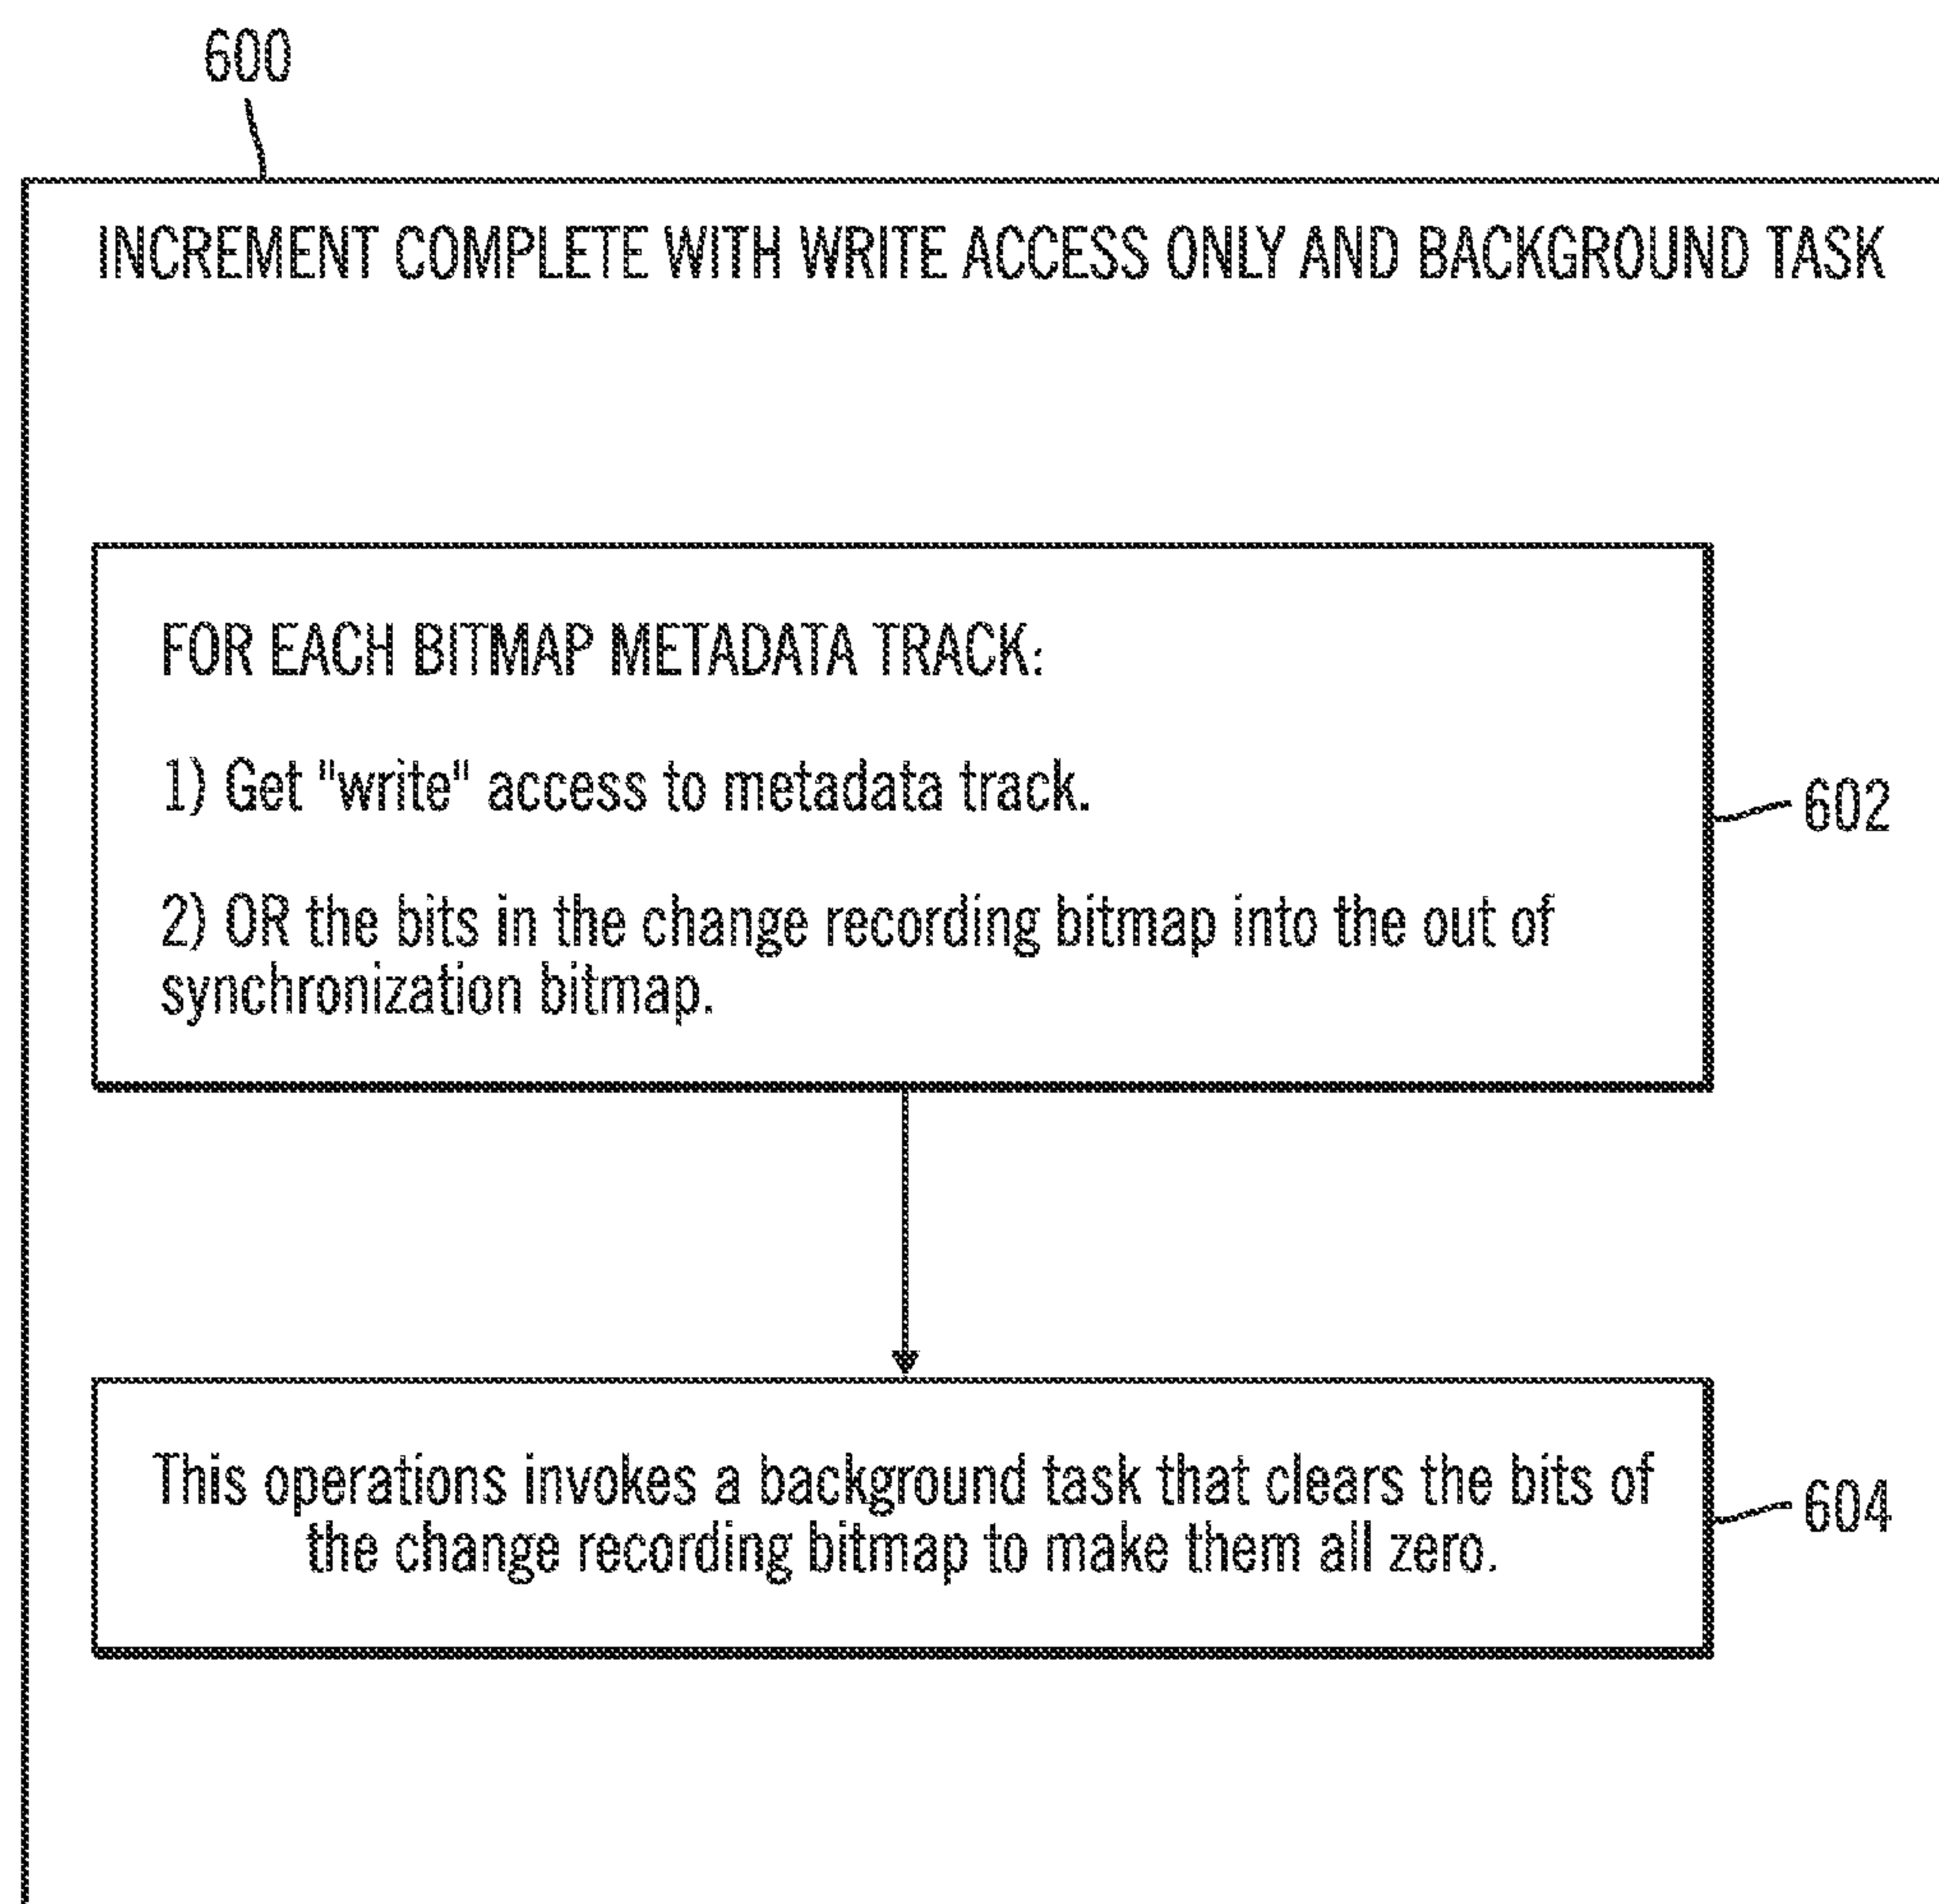 600
INCREMENT COMPLETE WITH WRITE ACCESS ONLY AND BACKGROUND TASK
FOR EACH BITMAP METADATA TRACK:
1) Get "write" access to metadata track.
602
2) OR the bits in the change recording bitmap into the out of
synchronization bitmap.
This operations invokes a background task that clears the bits of
604
the change recording bitmap to make them all zero.